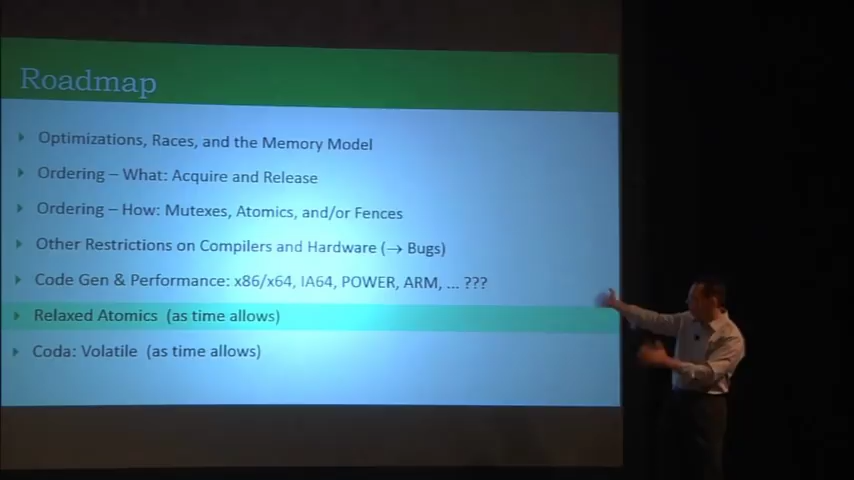 Roadmap
Optimizations, Races, and the Memory Model
Ordering – What: Acquire and Release
Ordering – How: Mutexes, Atomics, and/or Fences
Other Restrictions on Compilers and Hardware (→ Bugs)
Code Gen & Performance: x86/x64, IA64, POWER, ARM, ... ???
Relaxed Atomics (as time allows)
Coda: Volatile (as time allows)